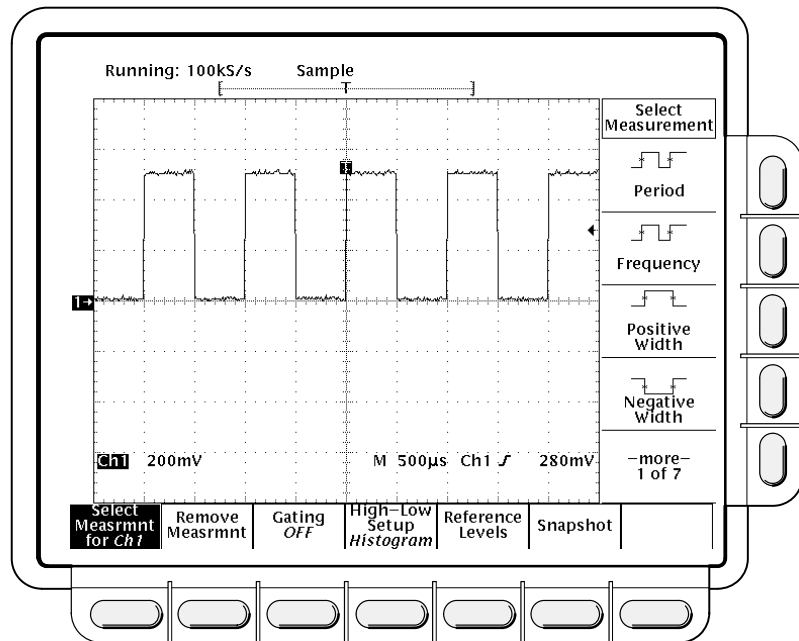 Running: 100kS/s Sample
Select
Measurement
Period
Frequency
Positive
Width
Negative
Width
–more–
1 of 7
T
T
1→
Ch1 200mV M 500µs Ch1 280mV
Select
Measrmnt
for Ch1
Remove
Measrmnt
Gating
OFF
High–Low
Setup
Histogram
Reference
Levels
Snapshot